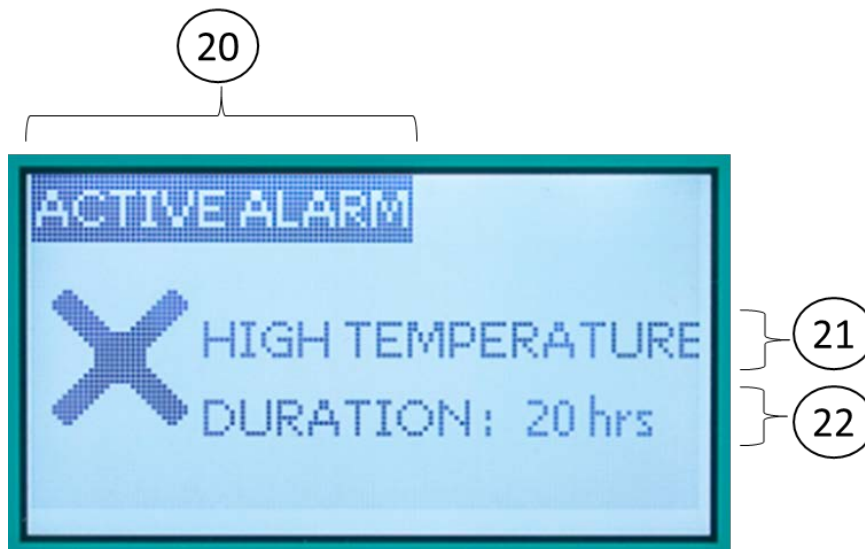 20
ACTIVE ALARM
HIGH TEMPERATURE
21
DURATION: 20 hrs
22